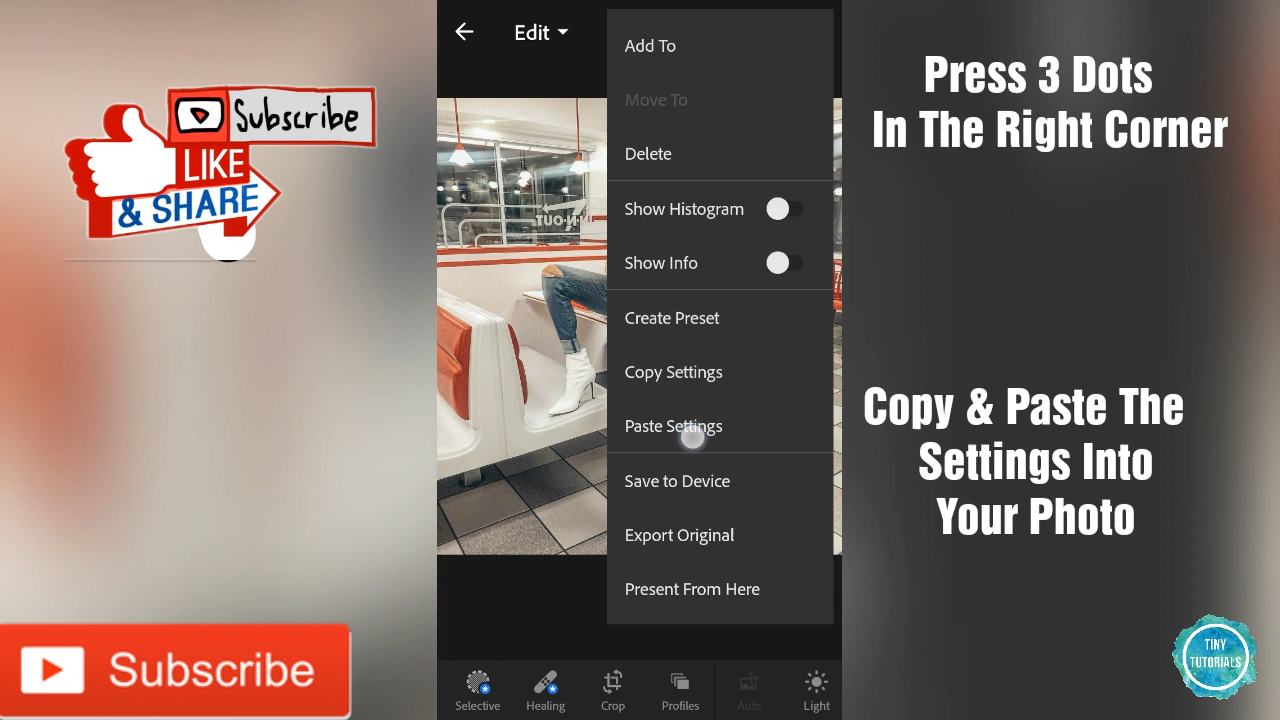 Subscribe
LIKE
& SHARE
Subscribe
Edit
Add To
Move To
Delete
Show Histogram
Show Info
Create Preset
Copy Settings
Paste Settings
Save to Device
Export Original
Present From Here
Selective
Healing
Crop
Profiles
Auto
Light
Press 3 Dots
In The Right Corner
Copy & Paste The
Settings Into
Your Photo
TINY
TUTORIALS